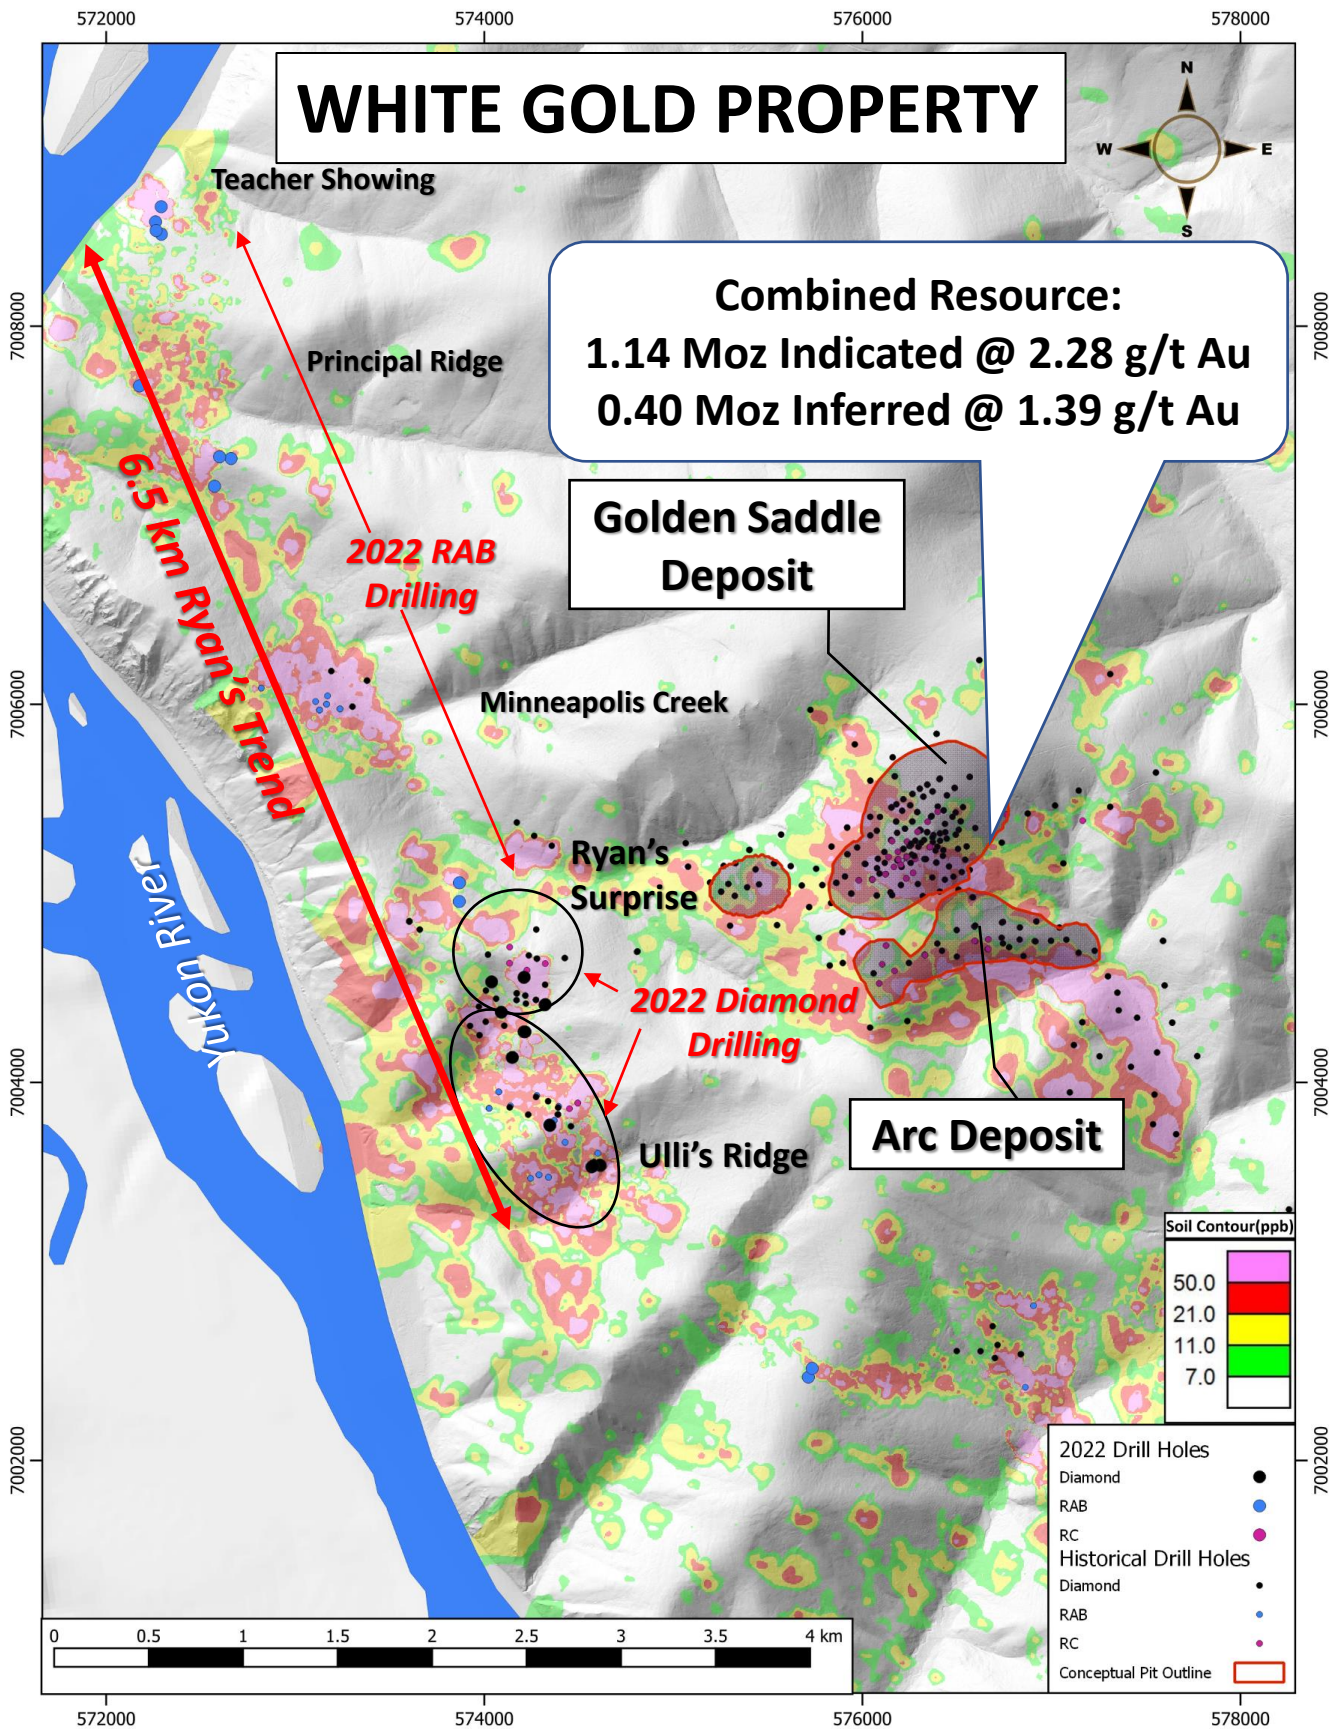 572000
574000
576000
578000
WHITE GOLD PROPERTY
N
W
E
S
Teacher Showing
Combined Resource:
1.14 Moz Indicated @ 2.28 g/t Au
0.40 Moz Inferred @ 1.39 g/t Au
7008000
7008000
Principal Ridge
6.5 km Ryan's Trend
Golden Saddle
Deposit
2022 RAB
Drilling
Minneapolis Creek
7006000
7006000
Ryan's
Surprise
Yukon River
2022 Diamond
Drilling
7004000
7004000
Arc Deposit
Ulli's Ridge
Soil Contour(ppb)
50.0
21.0
11.0
7.0
7002000
7002000
2022 Drill Holes
Diamond
RAB
RC
Historical Drill Holes
Diamond
RAB
RC
Conceptual Pit Outline
0 0.5 1 1.5 2 2.5 3 3.5 4 km
572000
574000
576000
578000